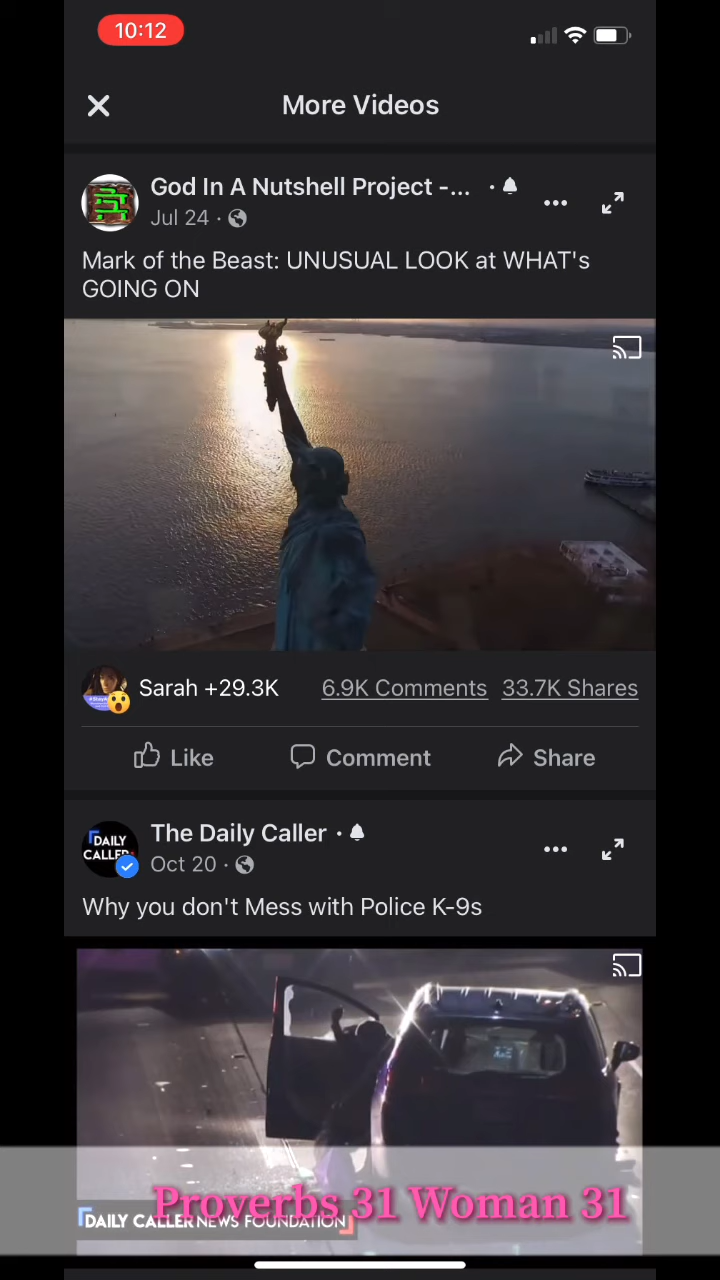 10:12
More Videos
God In A Nutshell Project -...
Jul 24
Mark of the Beast: UNUSUAL LOOK at WHAT's
GOING ON
Sarah +29.3K 6.9K Comments 33.7K Shares
Like Comment Share
DAILY
CALLER
The Daily Caller
Oct 20
Why you don't Mess with Police K-9s
Proverbs 31 Woman 31
DAILY CALLER NEWS FOUNDATION